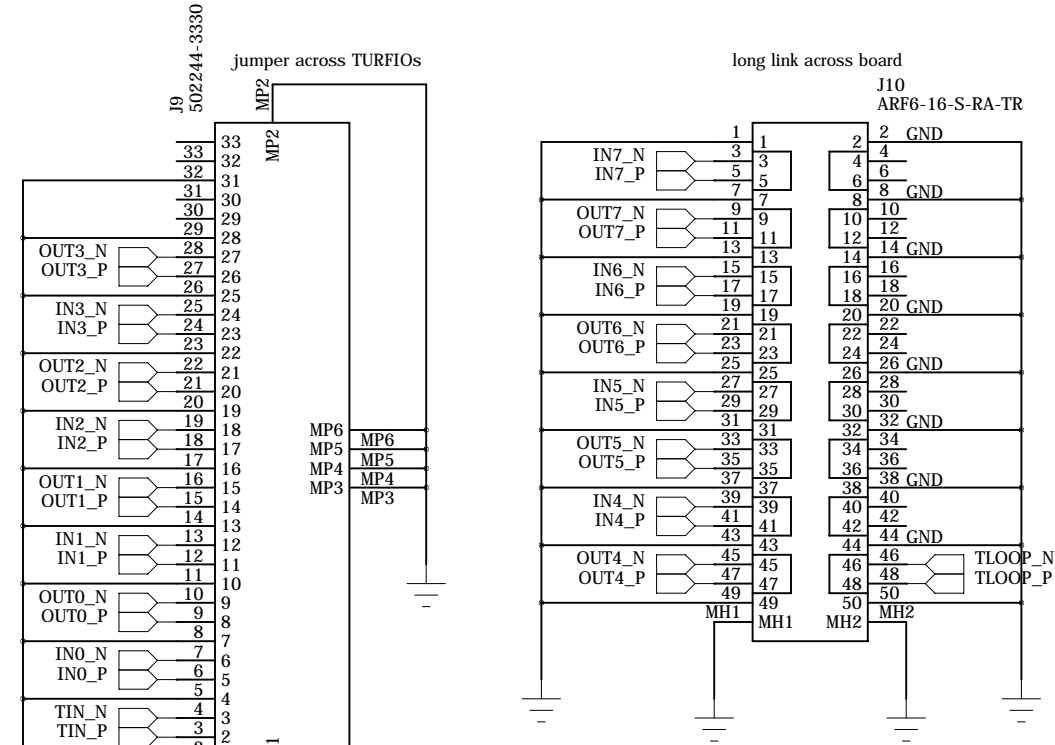 J9
502244-3330
jumper across TURFIOs
MP2
MP2
33
33
32
32
31
31
30
30
29
29
28
OUT3_N
28
27
OUT3_P
27
26
26
25
IN3_N
25
24
IN3_P
24
23
23
22
OUT2_N
22
21
OUT2_P
21
20
20
19
IN2_N
19
18
IN2_P
18
17
17
16
OUT1_N
16
15
OUT1_P
15
14
14
13
IN1_N
13
12
IN1_P
12
11
11
10
OUT0_N
10
9
OUT0_P
9
8
8
7
IN0_N
7
6
IN0_P
6
5
5
4
TIN_N
4
3
TIN_P
3
2
1
MP6
MP6
MP5
MP5
MP4
MP4
MP3
MP3
long link across board
J10
ARF6-16-S-RA-TR
1
1
2
2
GND
IN7_N
3
3
4
4
IN7_P
5
5
6
6
7
7
8
8
GND
OUT7_N
9
9
10
10
OUT7_P
11
11
12
12
13
13
14
14
GND
IN6_N
15
15
16
16
IN6_P
17
17
18
18
19
19
20
20
GND
OUT6_N
21
21
22
22
OUT6_P
23
23
24
24
25
25
26
26
GND
IN5_N
27
27
28
28
IN5_P
29
29
30
30
31
31
32
32
GND
OUT5_N
33
33
34
34
OUT5_P
35
35
36
36
37
37
38
38
GND
IN4_N
39
39
40
40
IN4_P
41
41
42
42
43
43
44
44
GND
OUT4_N
45
45
46
46
TLOOP_N
OUT4_P
47
47
48
48
TLOOP_P
49
49
50
50
MH1
MH1
MH2
MH2